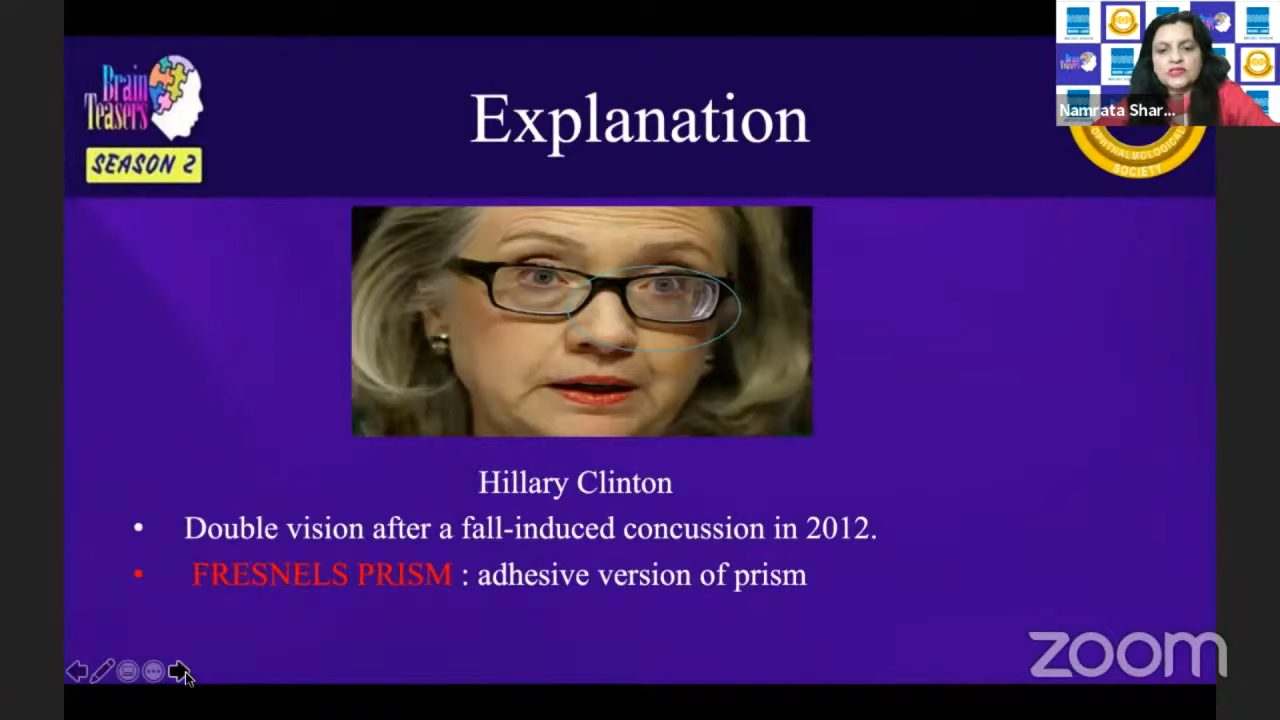 Brain
Teasers
SEASON 2
Explanation
Namrata Shar...
OPHTHALMOLOGICAL
SOCIETY
Hillary Clinton
• Double vision after a fall-induced concussion in 2012.
• FRESNELS PRISM : adhesive version of prism
zoom